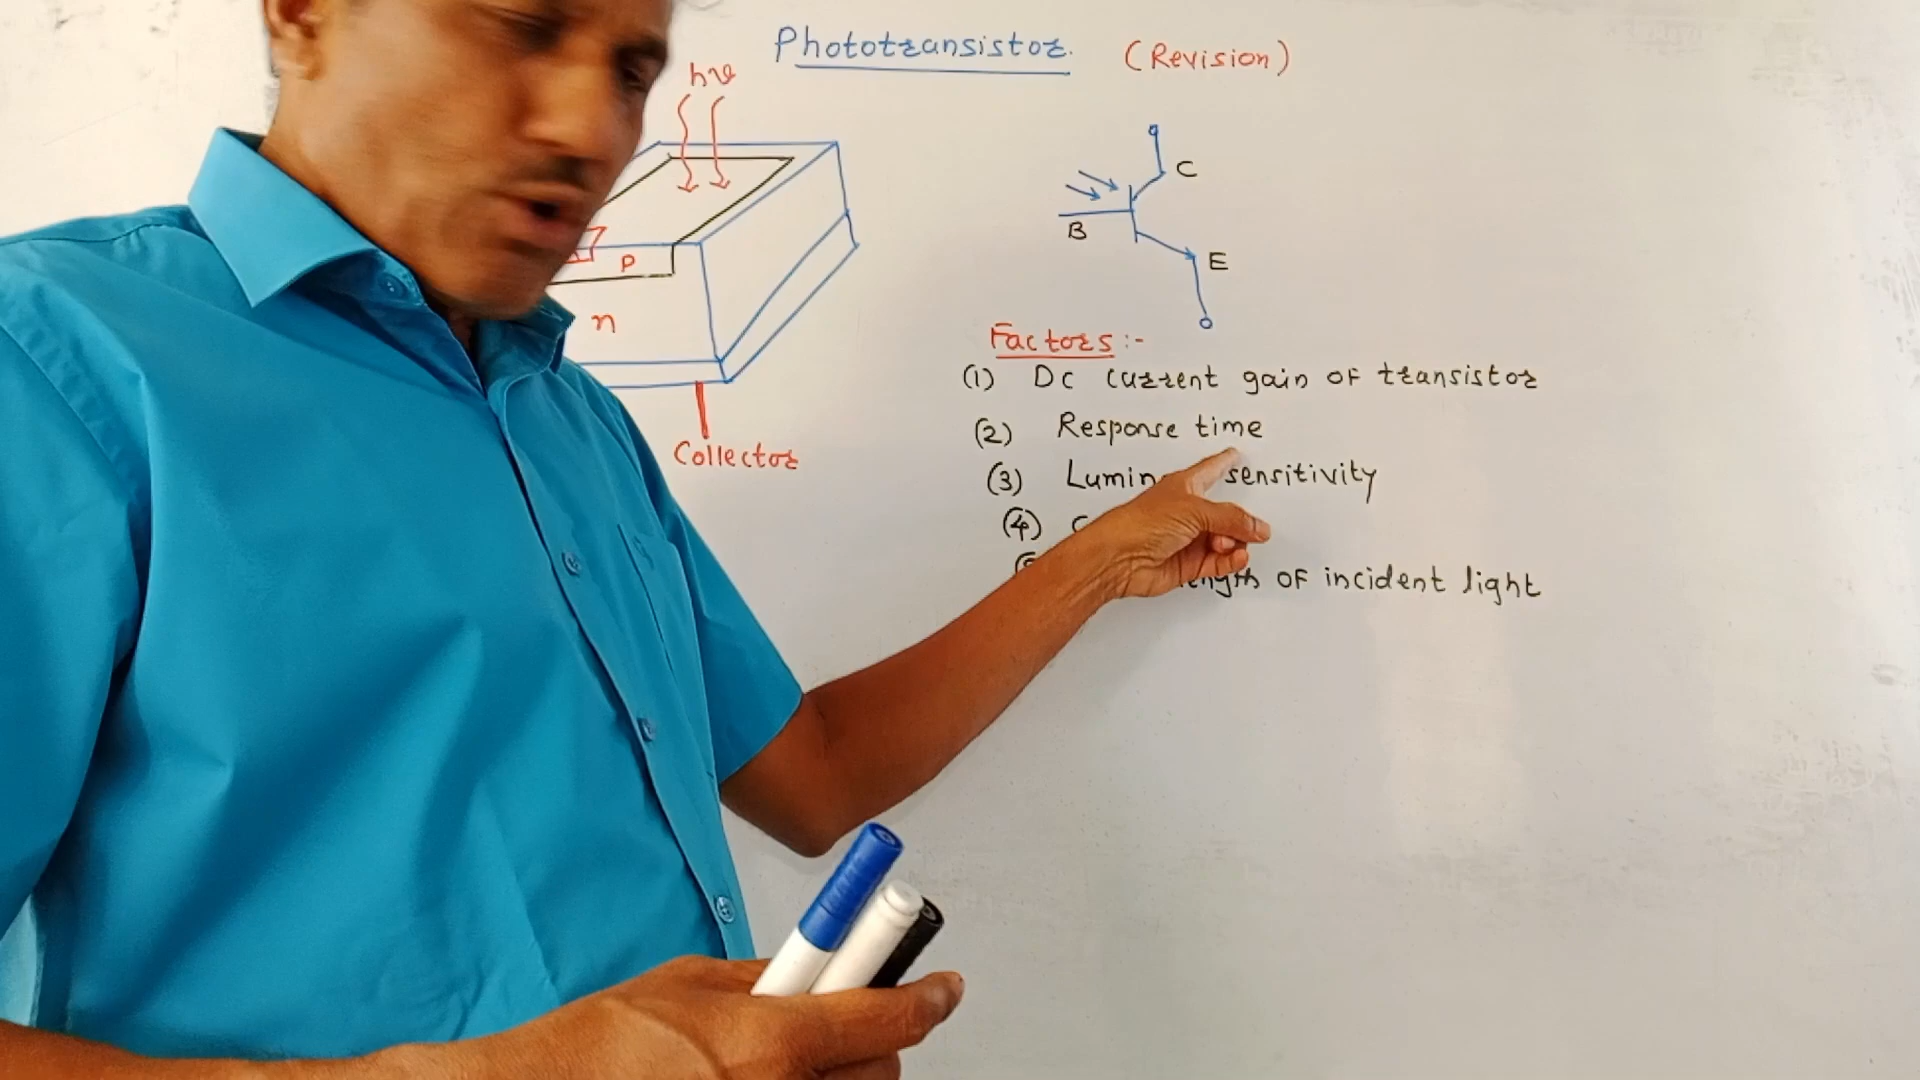 Phototransistor. (Revision)
hν
C
B
E
P
n
Collector
Factors :-
(1) Dc current gain of transistor
(2) Response time
(3) sensitivity
(4)
of incident light